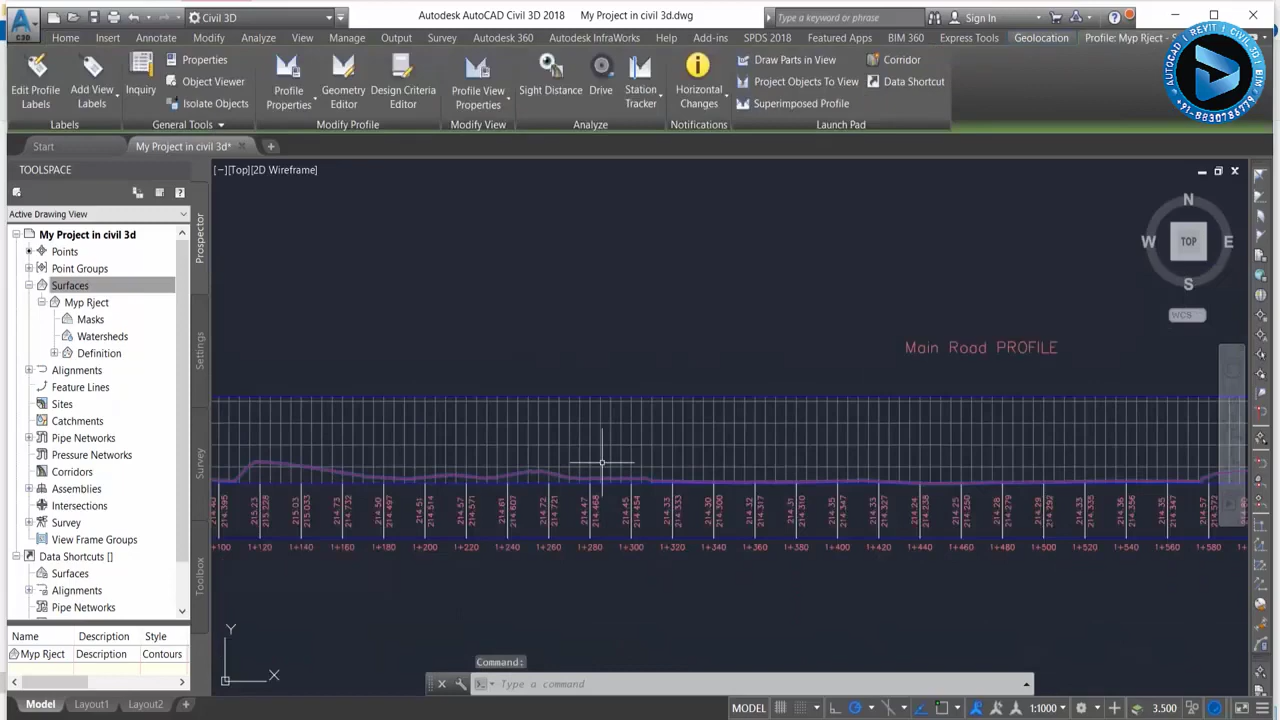 Civil 3D
Autodesk AutoCAD Civil 3D 2018 My Project in civil 3d.dwg
Type a keyword or phrase
Sign In
Home Insert Annotate Modify Analyze View Manage Output Survey Autodesk 360 Autodesk InfraWorks Help Add-ins SPDS 2018 Featured Apps BIM 360 Express Tools Geolocation Profile: Myp Rject - S
Edit Profile Labels
Add View Labels
Labels
Inquiry
Properties
Object Viewer
Isolate Objects
General Tools
Profile Properties
Geometry Editor
Design Criteria Editor
Modify Profile
Profile View Properties
Modify View
Sight Distance
Drive
Station Tracker
Analyze
Horizontal Changes
Notifications
Draw Parts in View
Project Objects To View
Superimposed Profile
Corridor
Data Shortcut
Launch Pad
AUTOCAD | REVIT | CIVIL 3D
+91-8830786779
Start
My Project in civil 3d*
TOOLSPACE
Active Drawing View
My Project in civil 3d
Points
Point Groups
Surfaces
Myp Rject
Masks
Watersheds
Definition
Alignments
Feature Lines
Sites
Catchments
Pipe Networks
Pressure Networks
Corridors
Assemblies
Intersections
Survey
View Frame Groups
Data Shortcuts []
Surfaces
Alignments
Pipe Networks
Name Description Style
Myp Rject Description Contours
Prospector
Settings
Survey
Toolbox
[−][Top][2D Wireframe]
N
W TOP E
S
WCS
Main Road PROFILE
1+120 1+140 1+160 1+180 1+200 1+220 1+240 1+260 1+280 1+300 1+320 1+340 1+360 1+380 1+400 1+420 1+440 1+460 1+480 1+500 1+520 1+540 1+560 1+580
Y
X
Command:
Type a command
Model Layout1 Layout2
MODEL
1:1000
3.500